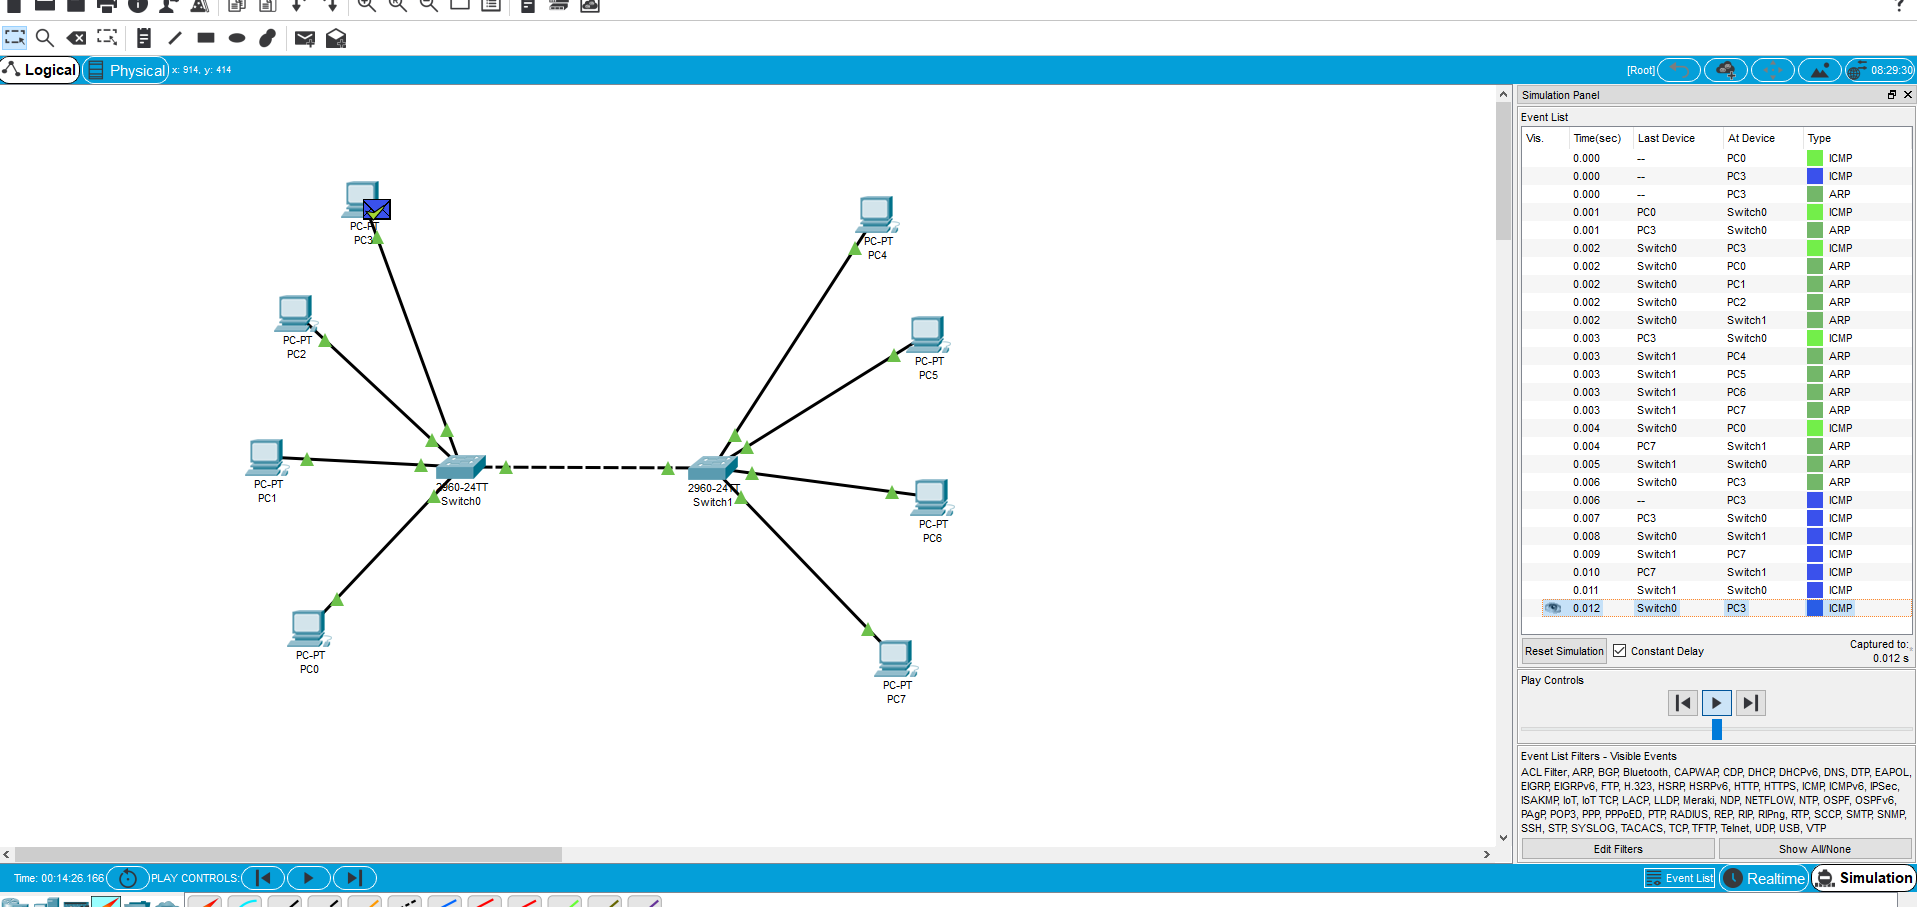 Logical
Physical
x: 914, y: 414
[Root]
08:29:30
PC-PT
PC3
PC-PT
PC4
PC-PT
PC2
PC-PT
PC5
PC-PT
PC1
2960-24TT
Switch0
2960-24TT
Switch1
PC-PT
PC6
PC-PT
PC0
PC-PT
PC7
Simulation Panel
Event List
Vis. Time(sec) Last Device At Device Type
0.000 -- PC0 ICMP
0.000 -- PC3 ICMP
0.000 -- PC3 ARP
0.001 PC0 Switch0 ICMP
0.001 PC3 Switch0 ARP
0.002 Switch0 PC3 ICMP
0.002 Switch0 PC0 ARP
0.002 Switch0 PC1 ARP
0.002 Switch0 PC2 ARP
0.002 Switch0 Switch1 ARP
0.003 PC3 Switch0 ICMP
0.003 Switch1 PC4 ARP
0.003 Switch1 PC5 ARP
0.003 Switch1 PC6 ARP
0.003 Switch1 PC7 ARP
0.004 Switch0 PC0 ICMP
0.004 PC7 Switch1 ARP
0.005 Switch1 Switch0 ARP
0.006 Switch0 PC3 ARP
0.006 -- PC3 ICMP
0.007 PC3 Switch0 ICMP
0.008 Switch0 Switch1 ICMP
0.009 Switch1 PC7 ICMP
0.010 PC7 Switch1 ICMP
0.011 Switch1 Switch0 ICMP
0.012 Switch0 PC3 ICMP
Reset Simulation
Constant Delay
Captured to:
0.012 s
Play Controls
Event List Filters - Visible Events
ACL Filter, ARP, BGP, Bluetooth, CAPWAP, CDP, DHCP, DHCPv6, DNS, DTP, EAPOL,
EIGRP, EIGRPv6, FTP, H.323, HSRP, HSRPv6, HTTP, HTTPS, ICMP, ICMPv6, IPSec,
ISAKMP, IoT, IoT TCP, LACP, LLDP, Meraki, NDP, NETFLOW, NTP, OSPF, OSPFv6,
PAgP, POP3, PPP, PPPoED, PTP, RADIUS, REP, RIP, RIPng, RTP, SCCP, SMTP, SNMP,
SSH, STP, SYSLOG, TACACS, TCP, TFTP, Telnet, UDP, USB, VTP
Edit Filters
Show All/None
Time: 00:14:26.166
PLAY CONTROLS:
Event List
Realtime
Simulation